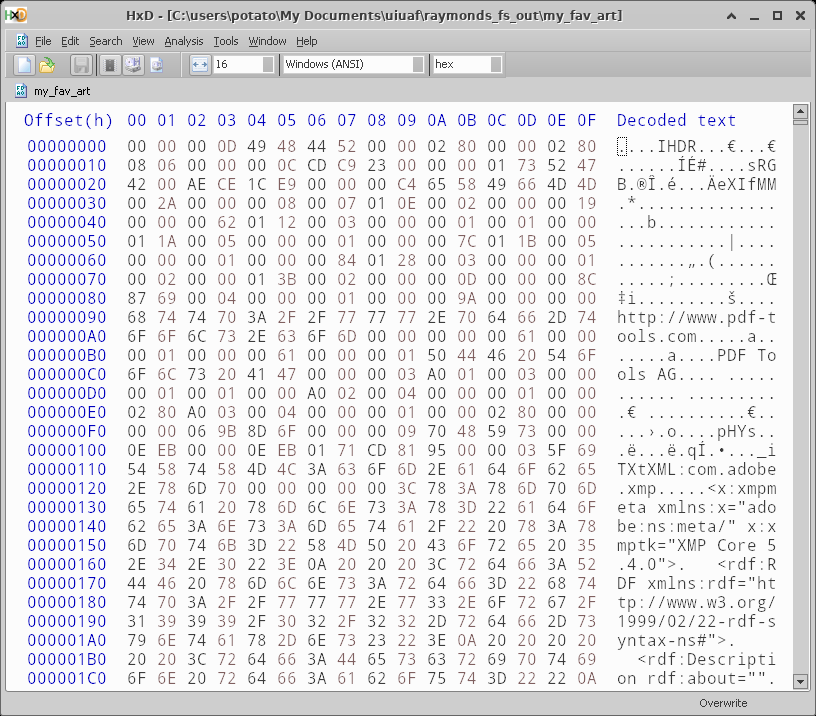 HxD - [C:\users\potato\My Documents\uiuaf\raymonds_fs_out\my_fav_art]
File Edit Search View Analysis Tools Window Help
16 Windows (ANSI) hex
my_fav_art
Offset(h) 00 01 02 03 04 05 06 07 08 09 0A 0B 0C 0D 0E 0F Decoded text
00000000 00 00 00 0D 49 48 44 52 00 00 02 80 00 00 02 80 ....IHDR...€...€
00000010 08 06 00 00 00 0C CD C9 23 00 00 00 01 73 52 47 ......ÍÉ#....sRG
00000020 42 00 AE CE 1C E9 00 00 00 C4 65 58 49 66 4D 4D B.®Î.é...ÄeXIfMM
00000030 00 2A 00 00 00 08 00 07 01 0E 00 02 00 00 00 19 .*..............
00000040 00 00 00 62 01 12 00 03 00 00 00 01 00 01 00 00 ...b............
00000050 01 1A 00 05 00 00 00 01 00 00 00 7C 01 1B 00 05 ...........|....
00000060 00 00 00 01 00 00 00 84 01 28 00 03 00 00 00 01 .......„.(......
00000070 00 02 00 00 01 3B 00 02 00 00 00 0D 00 00 00 8C .....;.........Œ
00000080 87 69 00 04 00 00 00 01 00 00 00 9A 00 00 00 00 ‡i.........š....
00000090 68 74 74 70 3A 2F 2F 77 77 77 2E 70 64 66 2D 74 http://www.pdf-t
000000A0 6F 6F 6C 73 2E 63 6F 6D 00 00 00 00 00 61 00 00 ools.com.....a..
000000B0 00 01 00 00 00 61 00 00 00 01 50 44 46 20 54 6F .....a....PDF To
000000C0 6F 6C 73 20 41 47 00 00 00 03 A0 01 00 03 00 00 ols AG.... .....
000000D0 00 01 00 01 00 00 A0 02 00 04 00 00 00 01 00 00 ...... .........
000000E0 02 80 A0 03 00 04 00 00 00 01 00 00 02 80 00 00 .€ ..........€..
000000F0 00 00 06 9B 8D 6F 00 00 00 09 70 48 59 73 00 00 ...›.o....pHYs..
00000100 0E EB 00 00 0E EB 01 71 CD 81 95 00 00 03 5F 69 .ë...ë.qÍ.•..._i
00000110 54 58 74 58 4D 4C 3A 63 6F 6D 2E 61 64 6F 62 65 TXtXML:com.adobe
00000120 2E 78 6D 70 00 00 00 00 00 3C 78 3A 78 6D 70 6D .xmp.....<x:xmpm
00000130 65 74 61 20 78 6D 6C 6E 73 3A 78 3D 22 61 64 6F eta xmlns:x="ado
00000140 62 65 3A 6E 73 3A 6D 65 74 61 2F 22 20 78 3A 78 be:ns:meta/" x:x
00000150 6D 70 74 6B 3D 22 58 4D 50 20 43 6F 72 65 20 35 mptk="XMP Core 5
00000160 2E 34 2E 30 22 3E 0A 20 20 20 3C 72 64 66 3A 52 .4.0">.   <rdf:R
00000170 44 46 20 78 6D 6C 6E 73 3A 72 64 66 3D 22 68 74 DF xmlns:rdf="ht
00000180 74 70 3A 2F 2F 77 77 77 2E 77 33 2E 6F 72 67 2F tp://www.w3.org/
00000190 31 39 39 39 2F 30 32 2F 32 32 2D 72 64 66 2D 73 1999/02/22-rdf-s
000001A0 79 6E 74 61 78 2D 6E 73 23 22 3E 0A 20 20 20 20 yntax-ns#">.
000001B0 20 20 3C 72 64 66 3A 44 65 73 63 72 69 70 74 69   <rdf:Descripti
000001C0 6F 6E 20 72 64 66 3A 61 62 6F 75 74 3D 22 22 0A on rdf:about="".
Overwrite